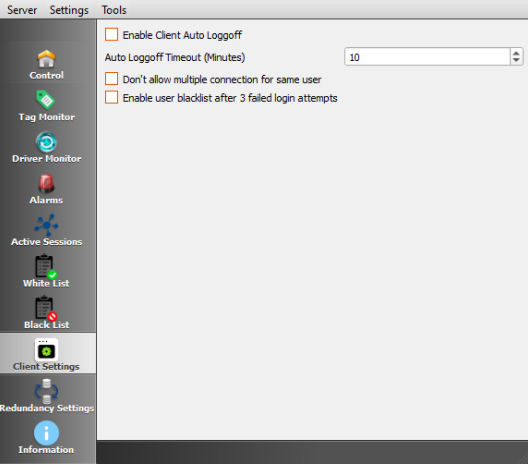 Server Settings Tools
Enable Client Auto Loggoff
Auto Loggoff Timeout (Minutes) 10
Don't allow multiple connection for same user
Enable user blacklist after 3 failed login attempts
Control
Tag Monitor
Driver Monitor
Alarms
Active Sessions
White List
Black List
Client Settings
Redundancy Settings
Information